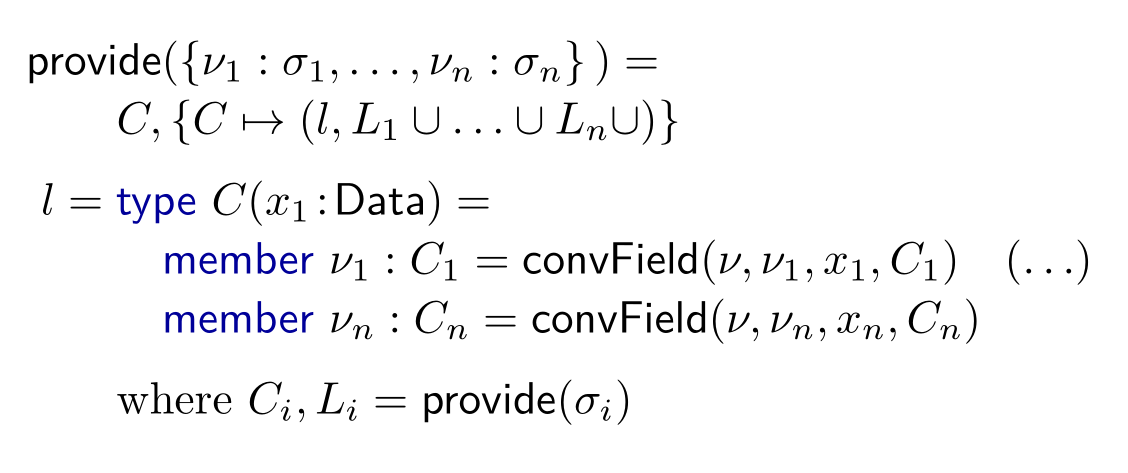 provide({ν₁ : σ₁, . . . , νₙ : σₙ} ) =
C, {C ↦ (l, L₁ ∪ . . . ∪ Lₙ∪)}
l = type C(x₁ : Data) =
member ν₁ : C₁ = convField(ν, ν₁, x₁, C₁) (. . .)
member νₙ : Cₙ = convField(ν, νₙ, xₙ, Cₙ)
where Cᵢ, Lᵢ = provide(σᵢ)